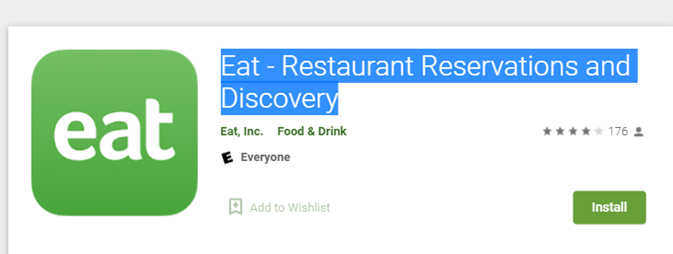 eat
Eat - Restaurant Reservations and
Discovery
Eat, Inc. Food & Drink
176
E Everyone
Add to Wishlist
Install